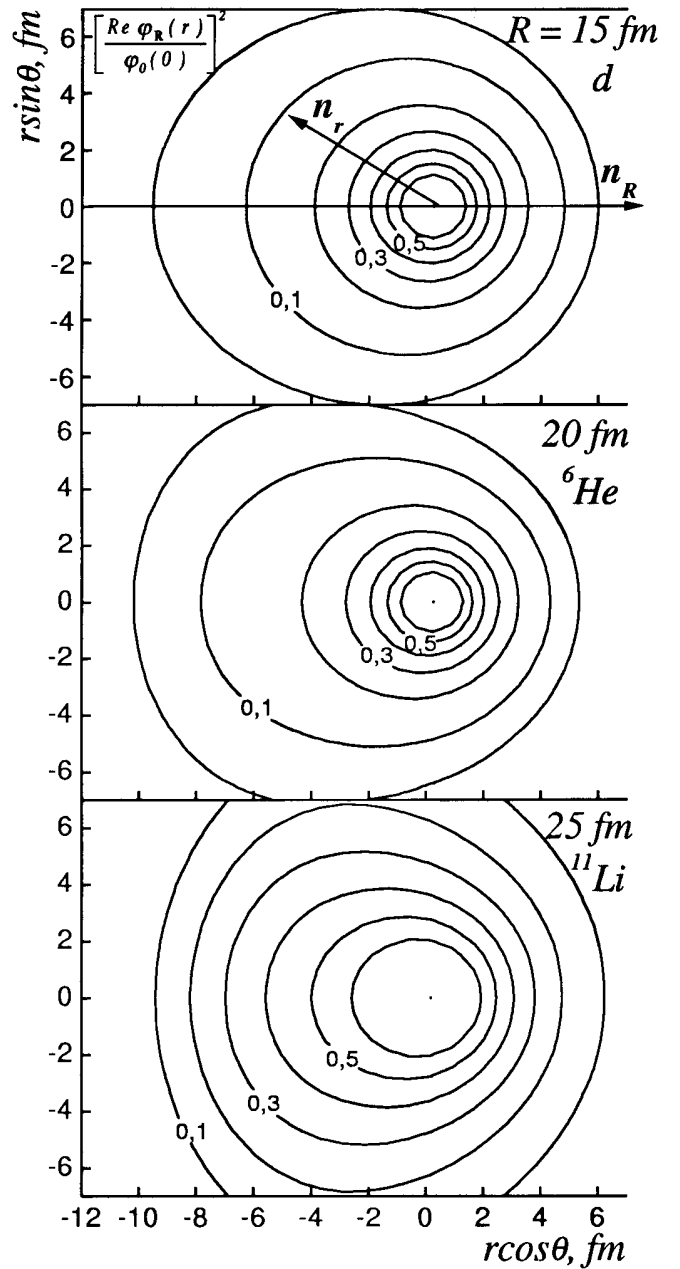 [Re φ_R(r) / φ_0(0)]^2
R = 15 fm
d
n_r
n_R
rsinθ, fm
6
4
2
0
-2
-4
-6
0,5
0,3
0,1
20 fm
^6He
6
4
2
0
-2
-4
-6
0,5
0,3
0,1
25 fm
^11Li
6
4
2
0
-2
-4
-6
0,5
0,3
0,1
-12 -10 -8 -6 -4 -2 0 2 4 6
rcosθ, fm